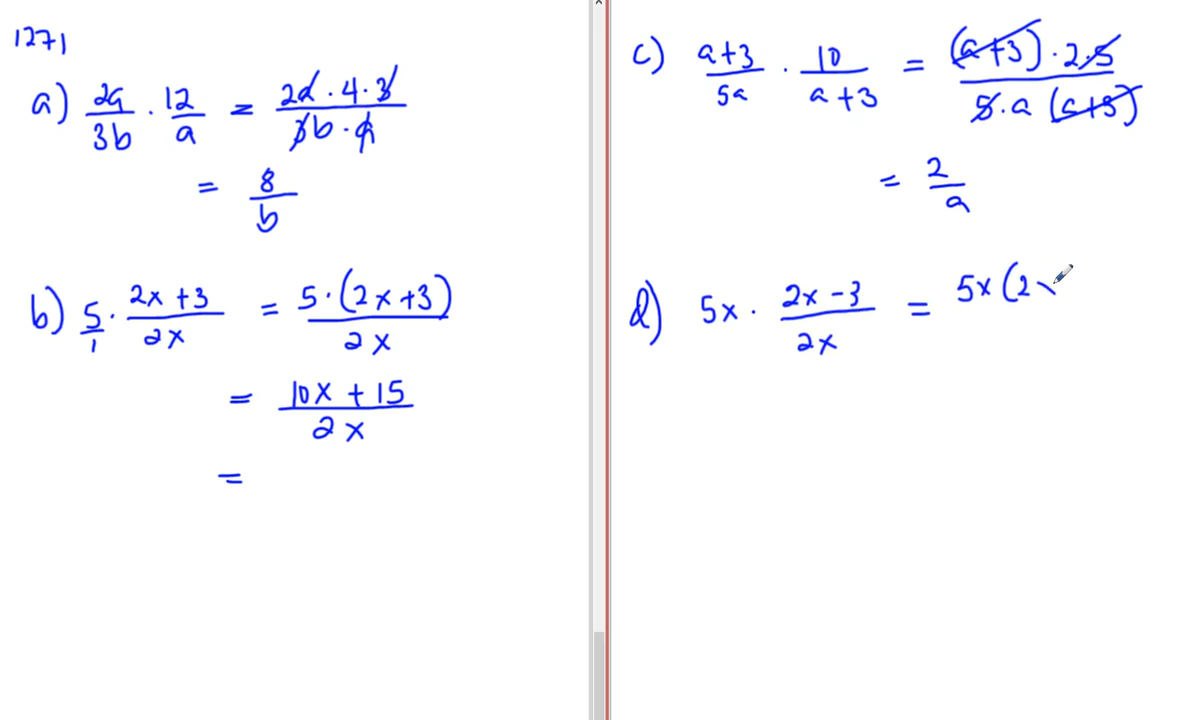 1271
a) 2a/3b · 12/a = 2a · 4 · 3/3b · a
= 8/b
b) 5/1 · 2x + 3/2x = 5 · (2x + 3)/2x
= 10x + 15/2x
=
c) a + 3/5a · 10/a + 3 = (a + 3) · 2 · 5/5 · a (a + 3)
= 2/a
d) 5x · 2x - 3/2x = 5x (2x